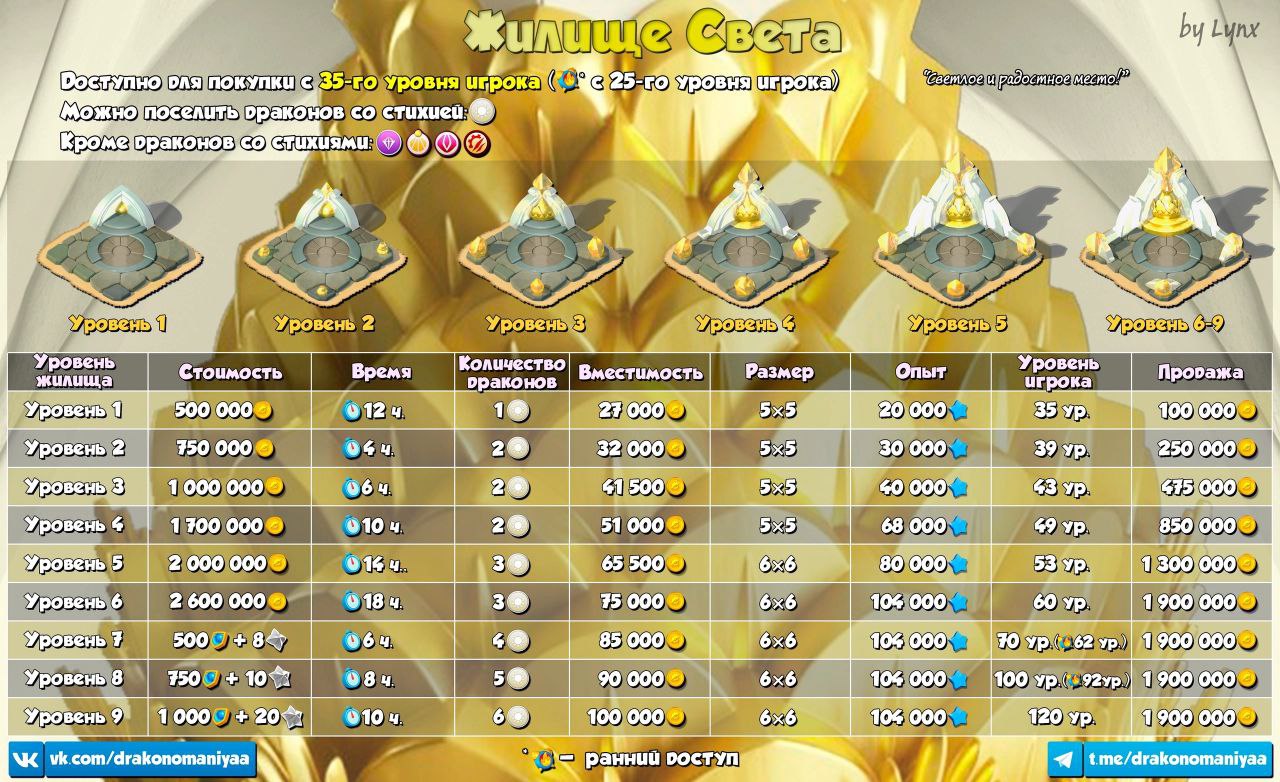 Жилище Света
by Lynx
Доступно для покупки с 35-го уровня игрока (* с 25-го уровня игрока)
"Светлое и радостное место!"
Можно поселить драконов со стихией:
Кроме драконов со стихиями:
Уровень 1 Уровень 2 Уровень 3 Уровень 4 Уровень 5 Уровень 6-9
Уровень жилища Стоимость Время Количество драконов Вместимость Размер Опыт Уровень игрока Продажа
Уровень 1 500 000 12 ч. 1 27 000 5×5 20 000 35 ур. 100 000
Уровень 2 750 000 4 ч. 2 32 000 5×5 30 000 39 ур. 250 000
Уровень 3 1 000 000 6 ч. 2 41 500 5×5 40 000 43 ур. 475 000
Уровень 4 1 700 000 10 ч. 2 51 000 5×5 68 000 49 ур. 850 000
Уровень 5 2 000 000 14 ч.. 3 65 500 6×6 80 000 53 ур. 1 300 000
Уровень 6 2 600 000 18 ч. 3 75 000 6×6 104 000 60 ур. 1 900 000
Уровень 7 500 + 8 6 ч. 4 85 000 6×6 104 000 70 ур.(62 ур.) 1 900 000
Уровень 8 750 + 10 8 ч. 5 90 000 6×6 104 000 100 ур.(92ур.) 1 900 000
Уровень 9 1 000 + 20 10 ч. 6 100 000 6×6 104 000 120 ур. 1 900 000
vk.com/drakonomaniyaa
* — ранний доступ
t.me/drakonomaniyaa